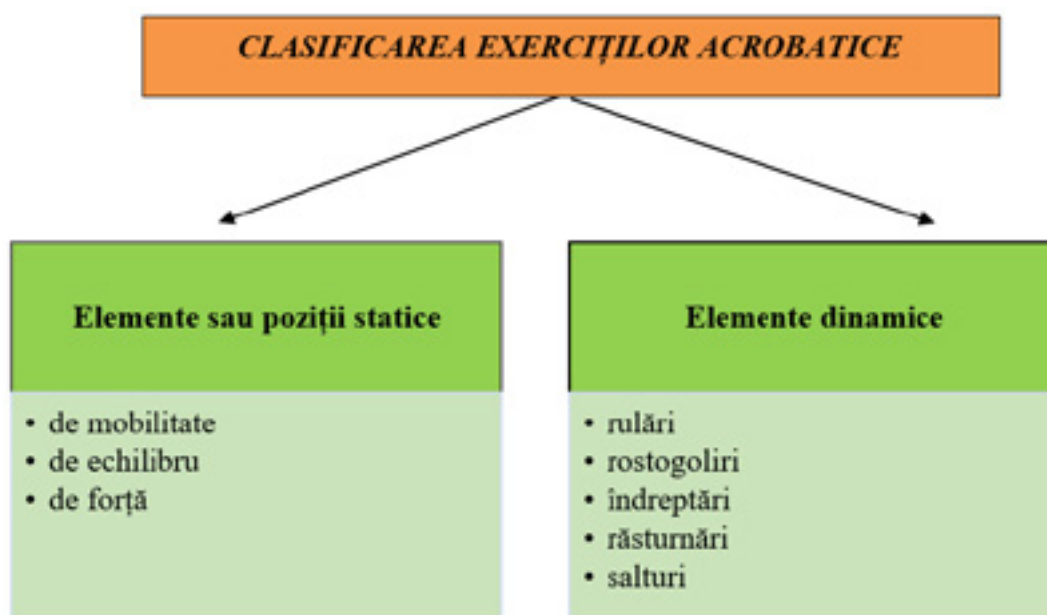 CLASIFICAREA EXERCIȚILOR ACROBATICE
Elemente sau poziții statice
• de mobilitate
• de echilibru
• de forță
Elemente dinamice
• rulări
• rostogoliri
• îndreptări
• răsturnări
• salturi